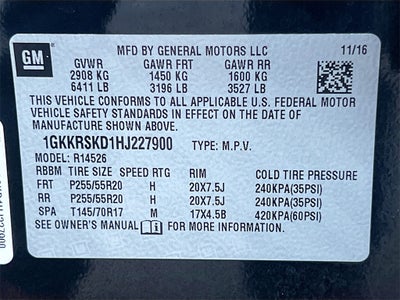 GM
MFD BY GENERAL MOTORS LLC 11/16
GVWR GAWR FRT GAWR RR
2908 KG 1450 KG 1600 KG
6411 LB 3196 LB 3527 LB
THIS VEHICLE CONFORMS TO ALL APPLICABLE U.S. FEDERAL MOTOR
VEHICLE SAFETY STANDARDS IN EFFECT ON THE DATE OF
MANUFACTURE SHOWN ABOVE.
1GKKRSKD1HJ227900 TYPE: M.P.V.
MODEL: R14526
RBBM TIRE SIZE SPEED RTG RIM COLD TIRE PRESSURE
FRT P255/55R20 H 20X7.5J 240KPA(35PSI)
RR P255/55R20 H 20X7.5J 240KPA(35PSI)
SPA T145/70R17 M 17X4.5B 420KPA(60PSI)
SEE OWNER'S MANUAL FOR MORE INFORMATION.